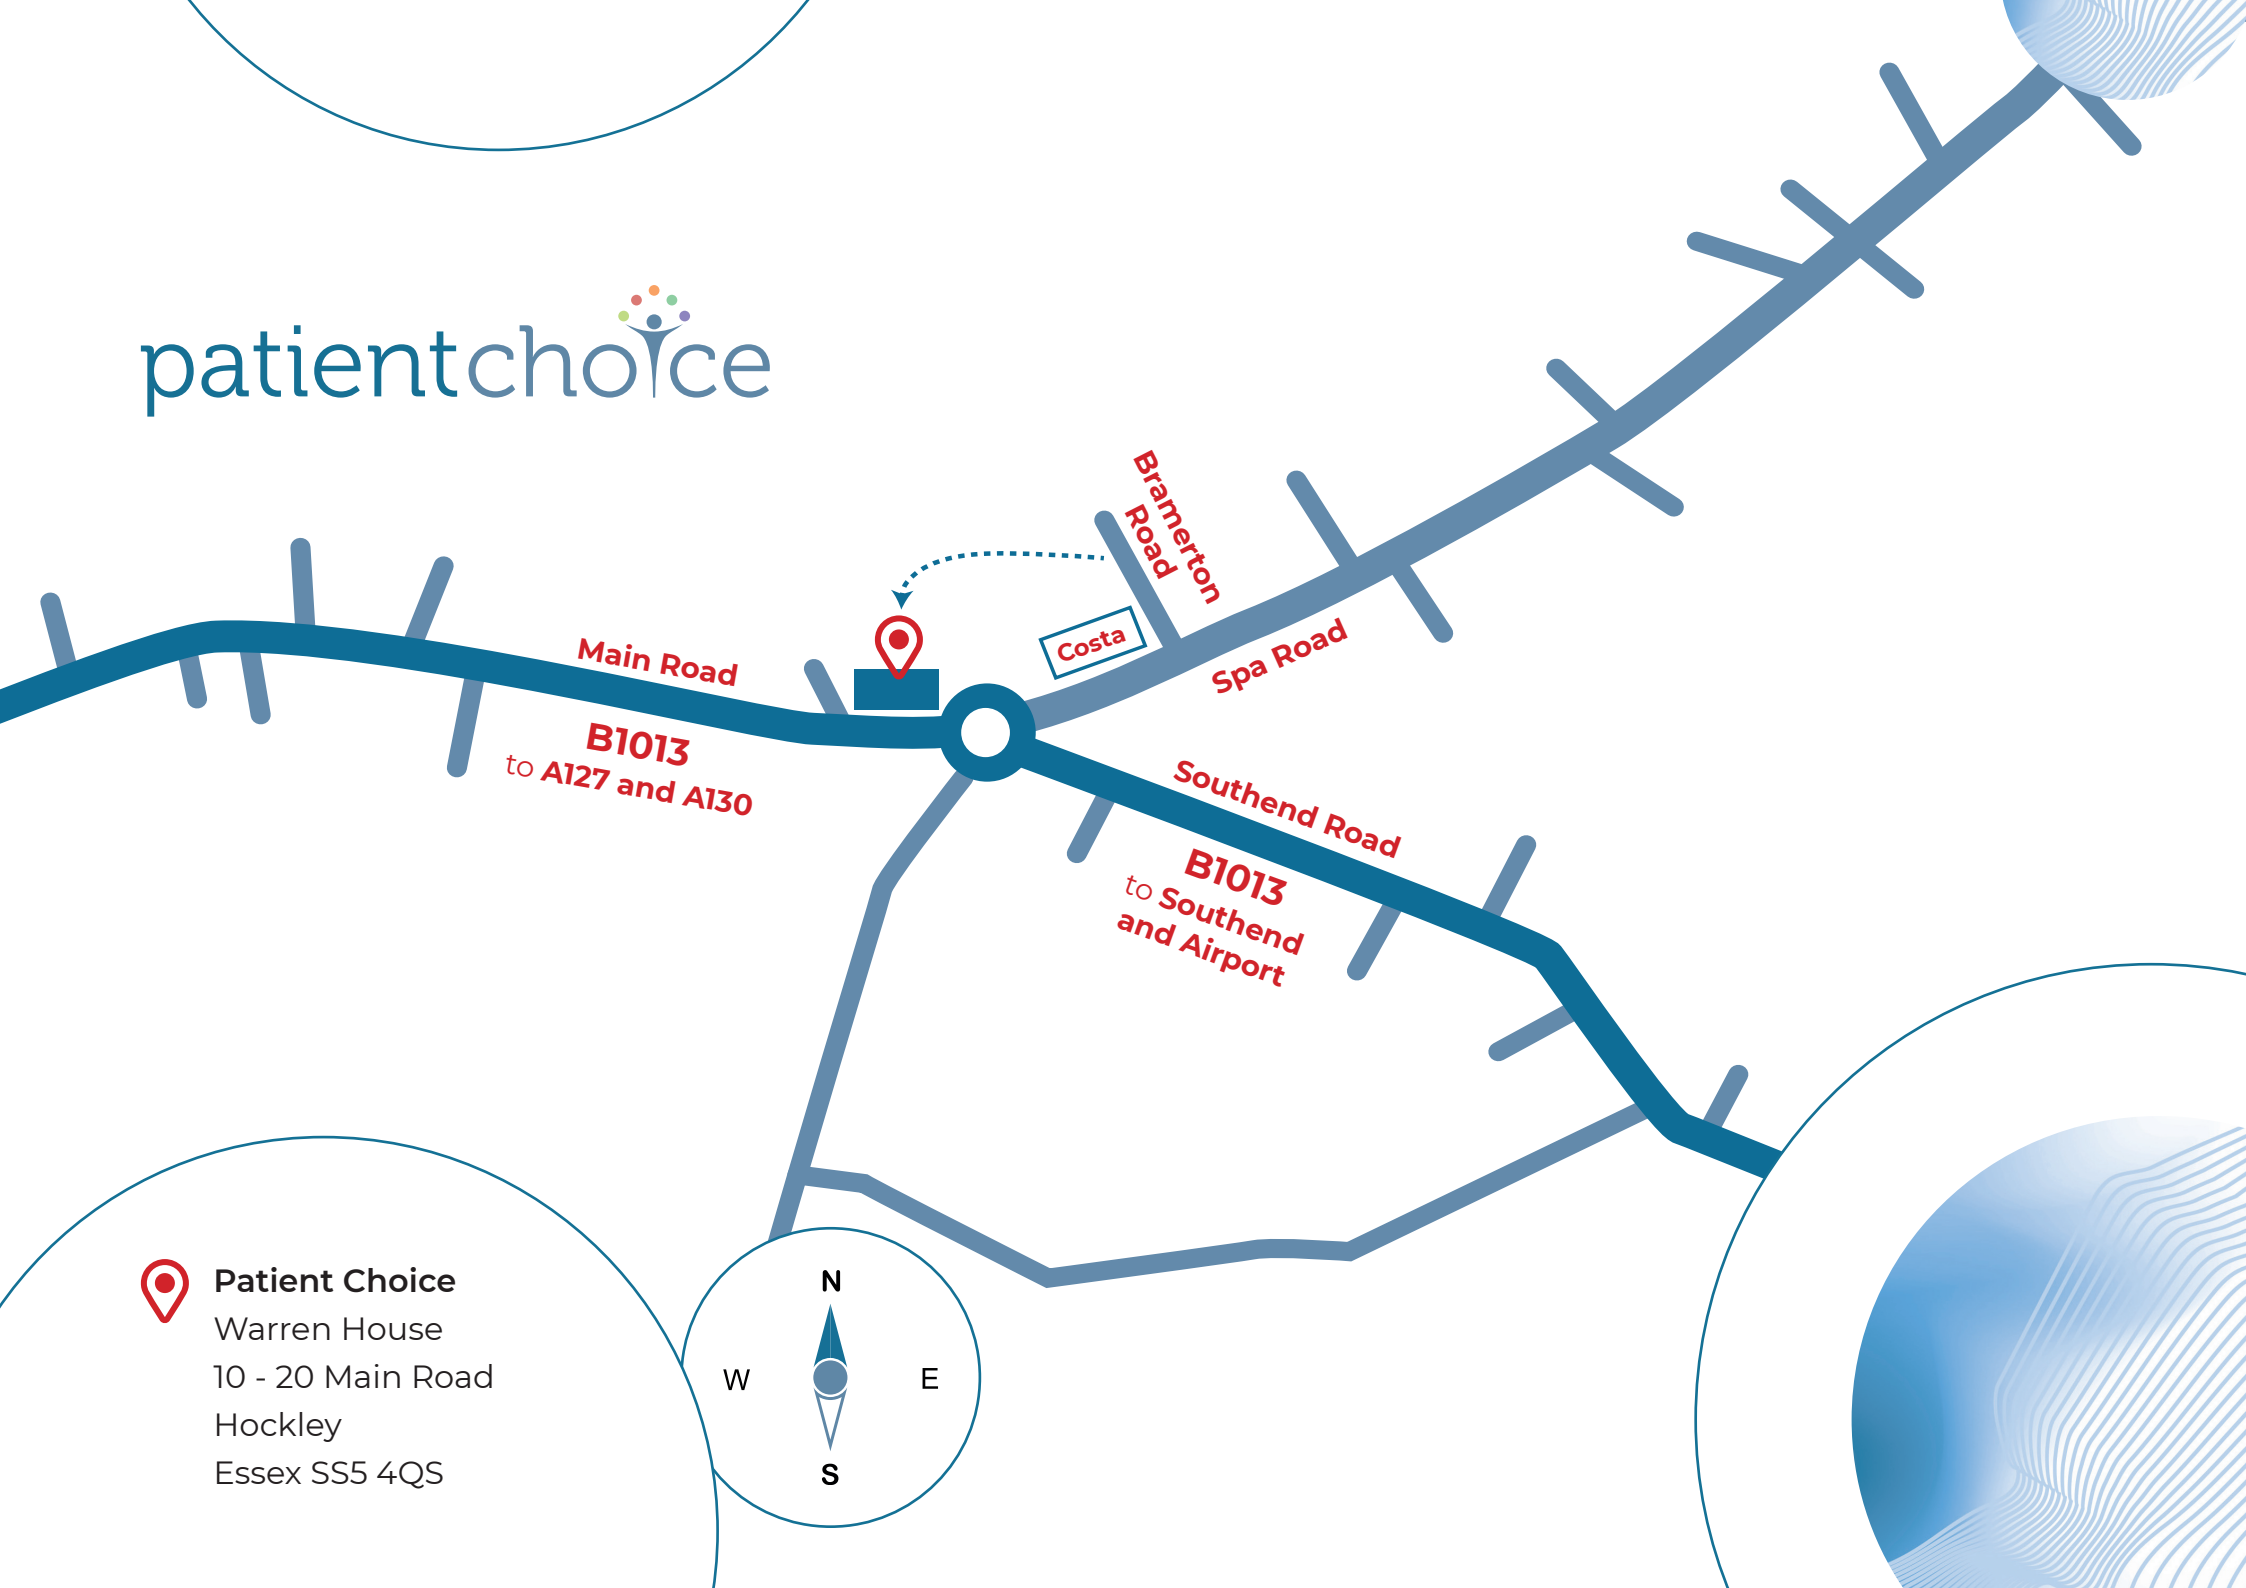 patientchoice
Bramerton
Road
Costa
Spa Road
Main Road
B1013
to A127 and A130
Southend Road
B1013
to Southend
and Airport
Patient Choice
Warren House
10 - 20 Main Road
Hockley
Essex SS5 4QS
N
W E
S